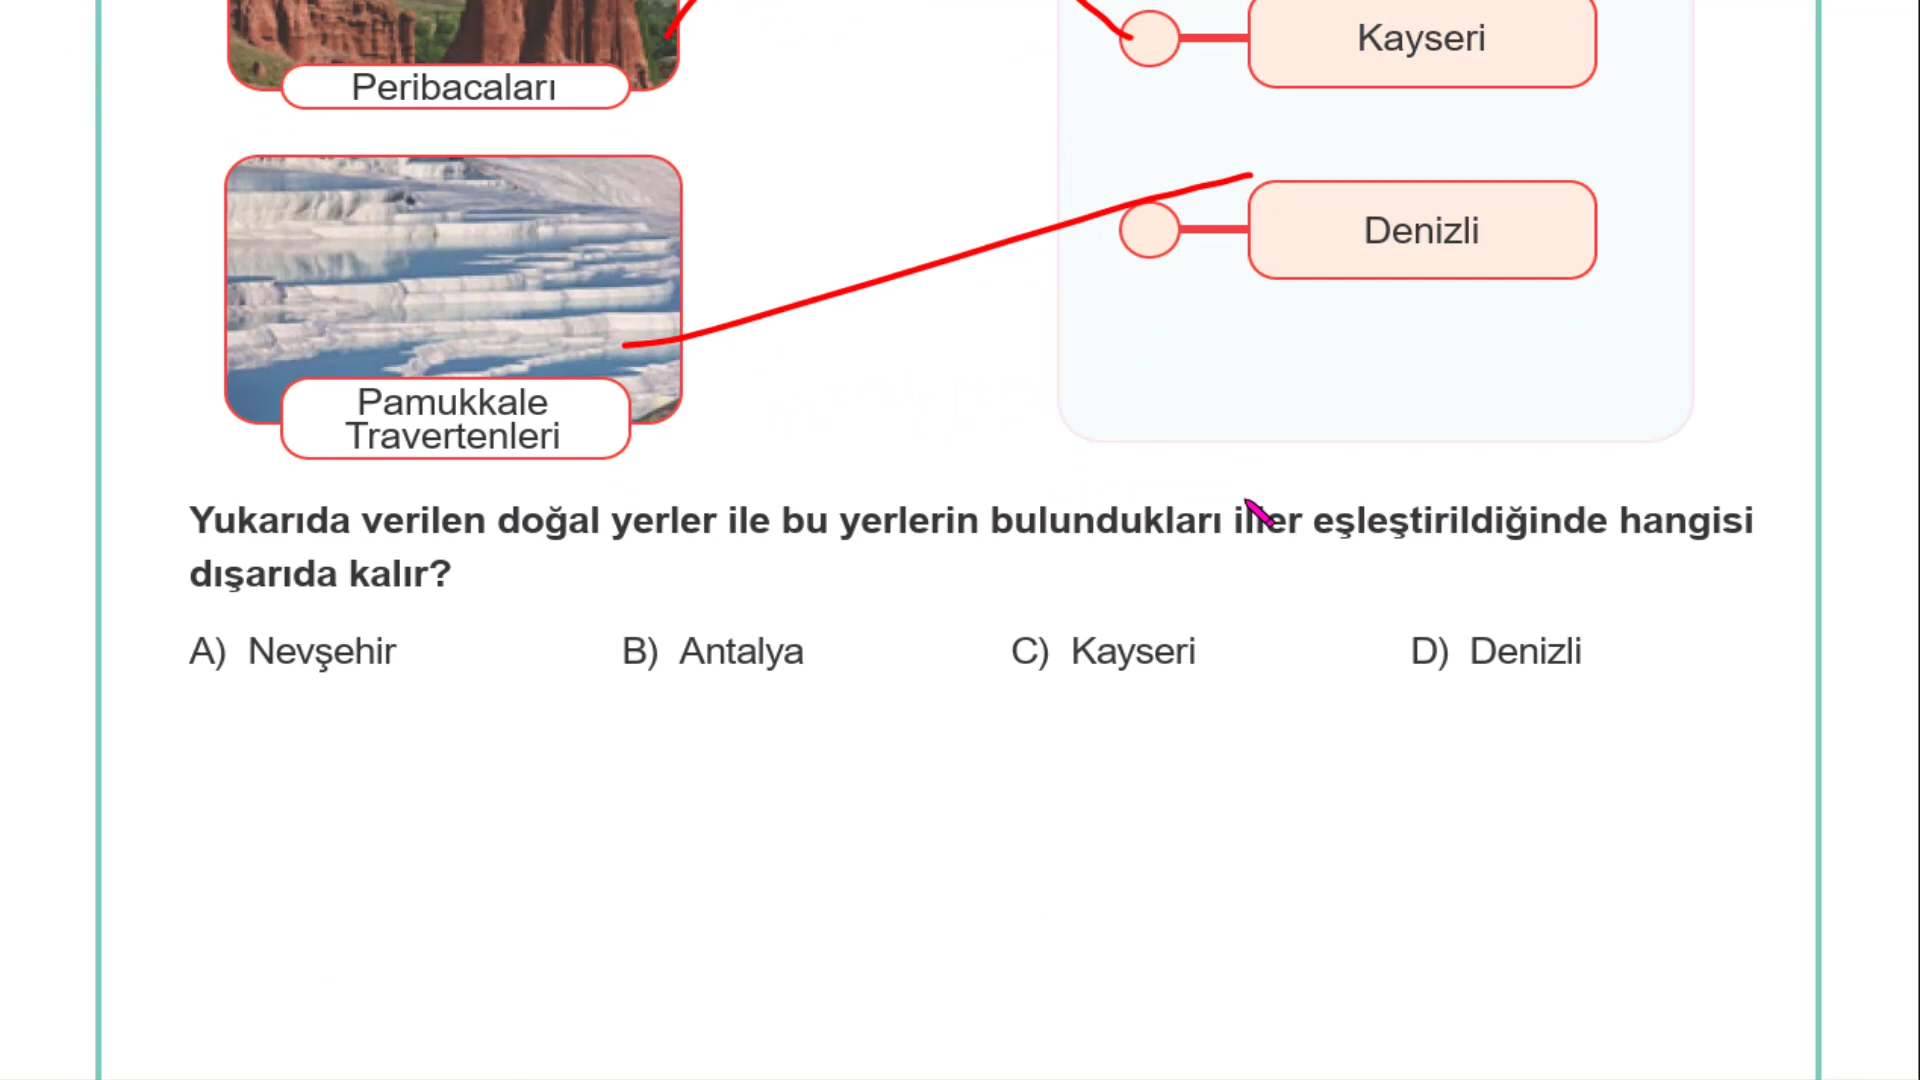 Peribacaları
Kayseri
Denizli
Pamukkale
Travertenleri
Yukarıda verilen doğal yerler ile bu yerlerin bulundukları iller eşleştirildiğinde hangisi
dışarıda kalır?
A) Nevşehir
B) Antalya
C) Kayseri
D) Denizli